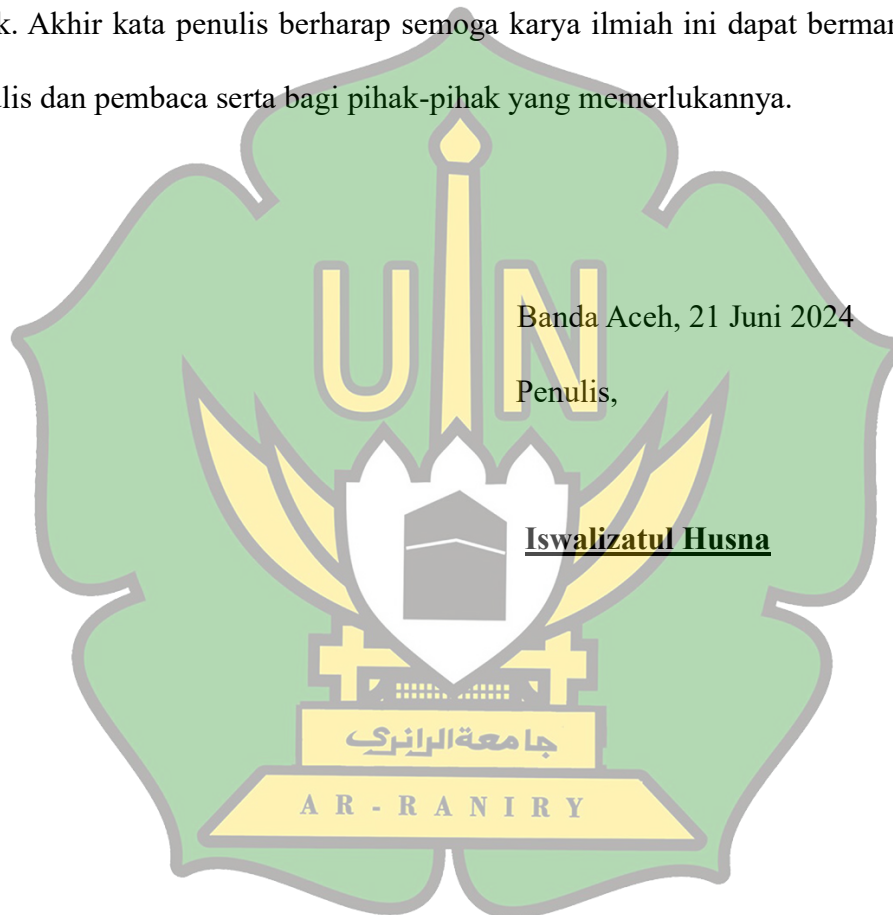 k. Akhir kata penulis berharap semoga karya ilmiah ini dapat
lis dan pembaca serta bagi pihak-pihak yang memerlukannya.
UIN
Banda Aceh, 21 Juni 2024
Penulis,
Iswalizatul Husna
جامعة الرانري
AR-RANIRY